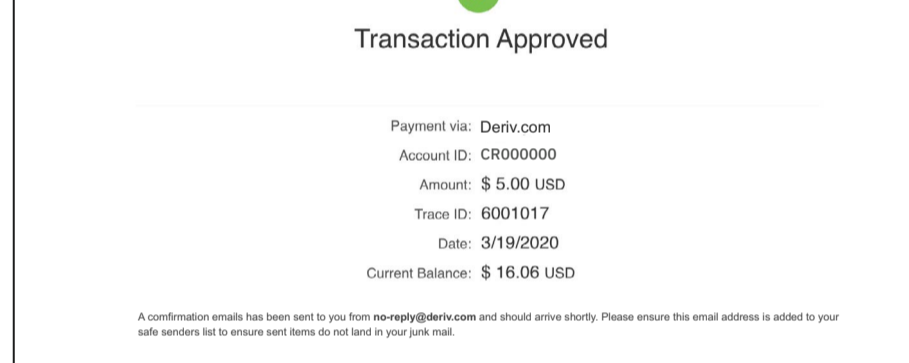 Transaction Approved
Payment via: Deriv.com
Account ID: CR000000
Amount: $ 5.00 USD
Trace ID: 6001017
Date: 3/19/2020
Current Balance: $ 16.06 USD
A comfirmation emails has been sent to you from no-reply@deriv.com and should arrive shortly. Please ensure this email address is added to your
safe senders list to ensure sent items do not land in your junk mail.